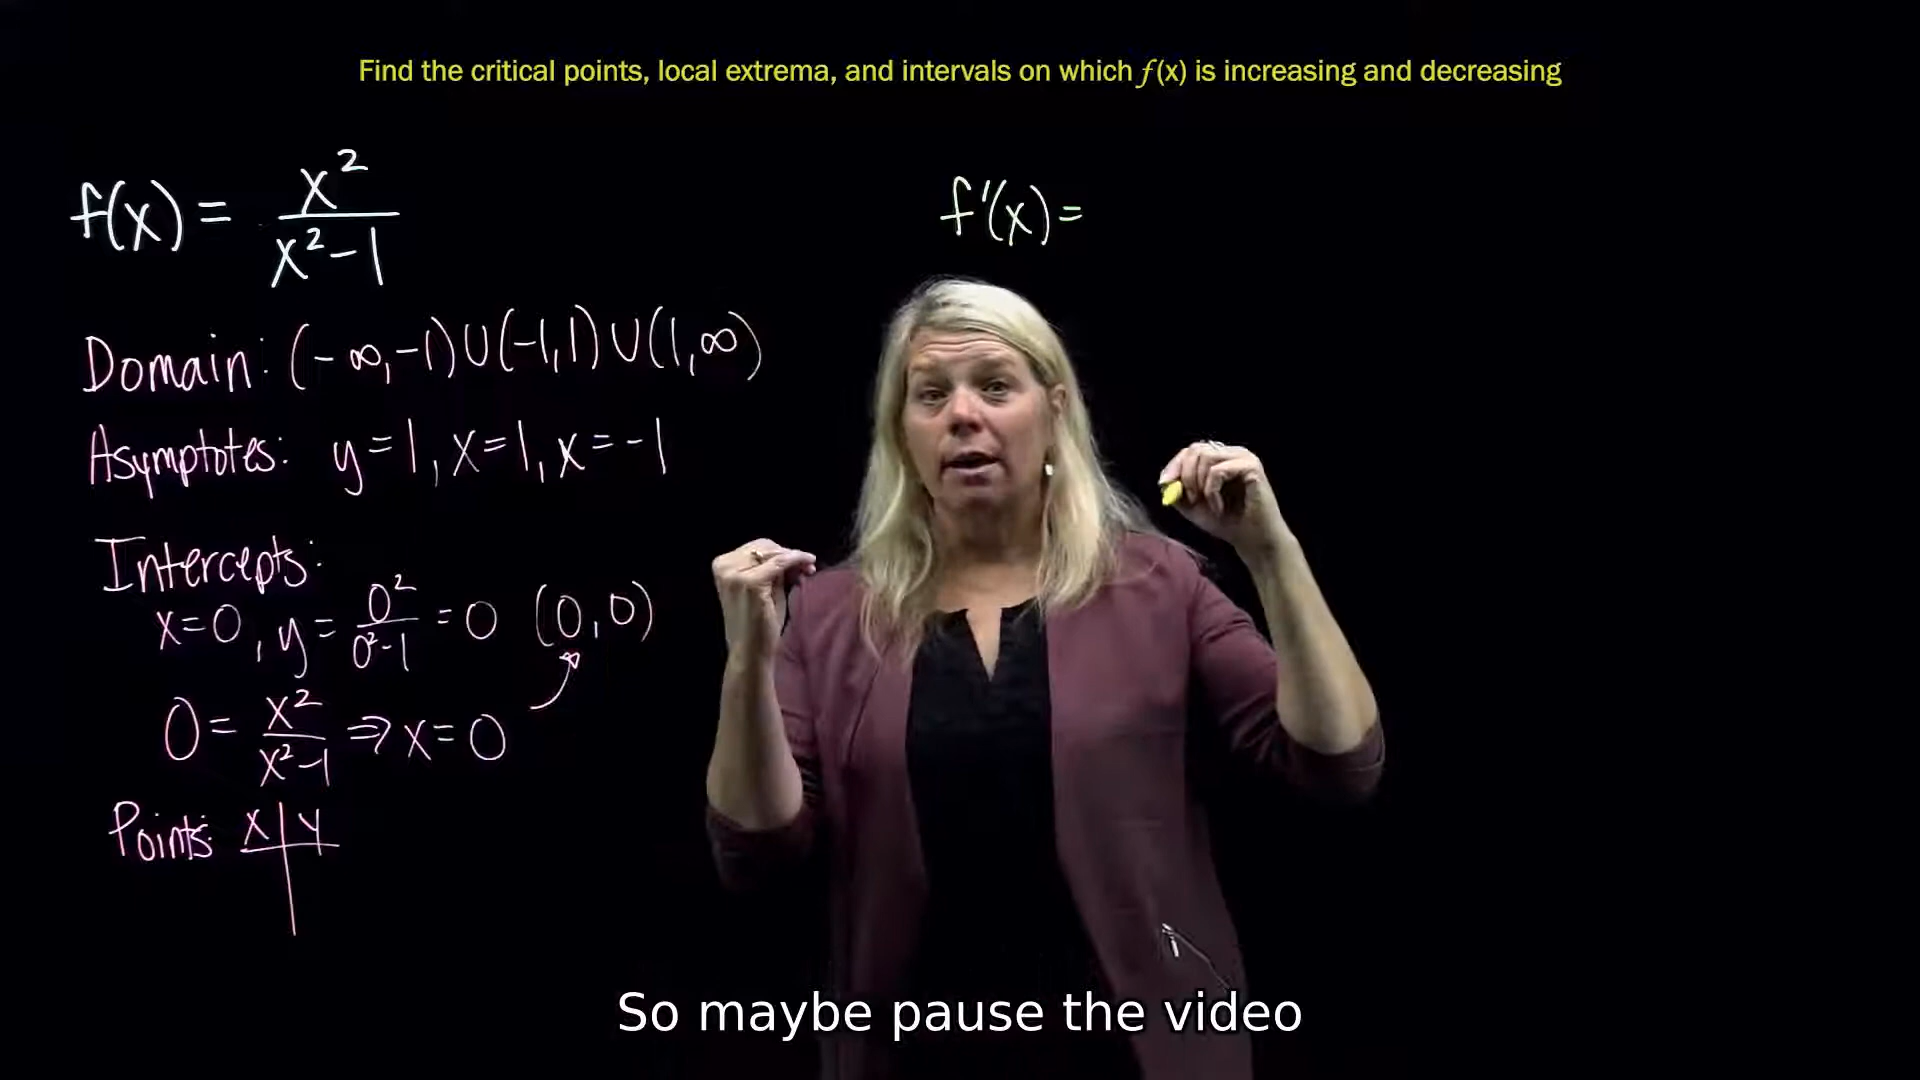 Find the critical points, local extrema, and intervals on which f(x) is increasing and decreasing
f(x) = x² / (x²-1)
Domain: (-∞,-1)∪(-1,1)∪(1,∞)
Asymptotes: y=1, x=1, x=-1
Intercepts:
x=0, y= 0²/(0²-1) = 0 (0,0)
0 = x²/(x²-1) ⇒ x=0
Points: x | y
f'(x)=
So maybe pause the video